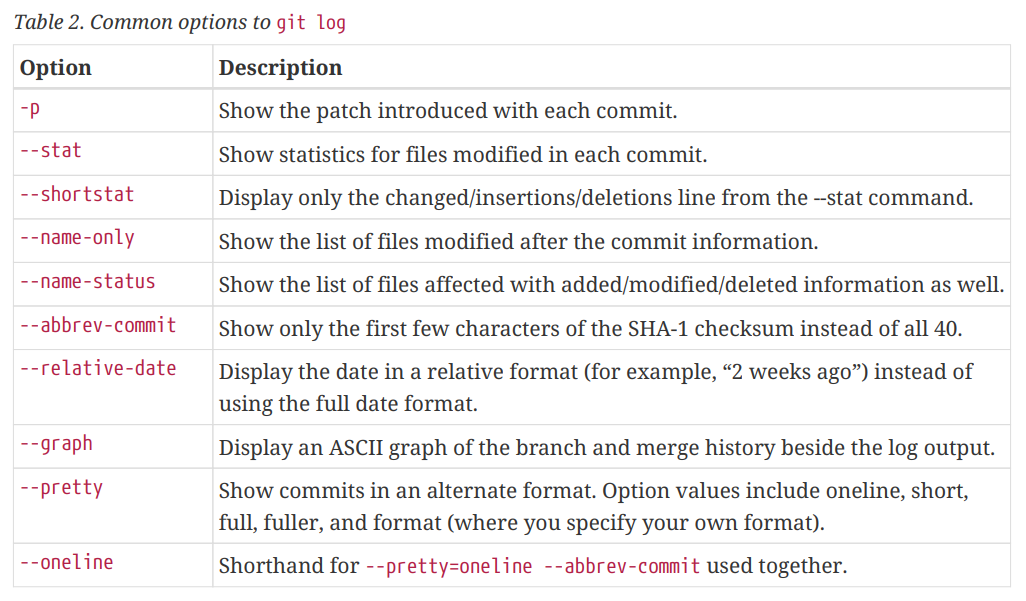 Table 2. Common options to git log
Option Description
-p Show the patch introduced with each commit.
--stat Show statistics for files modified in each commit.
--shortstat Display only the changed/insertions/deletions line from the --stat command.
--name-only Show the list of files modified after the commit information.
--name-status Show the list of files affected with added/modified/deleted information as well.
--abbrev-commit Show only the first few characters of the SHA-1 checksum instead of all 40.
--relative-date Display the date in a relative format (for example, “2 weeks ago”) instead of
using the full date format.
--graph Display an ASCII graph of the branch and merge history beside the log output.
--pretty Show commits in an alternate format. Option values include oneline, short,
full, fuller, and format (where you specify your own format).
--oneline Shorthand for --pretty=oneline --abbrev-commit used together.